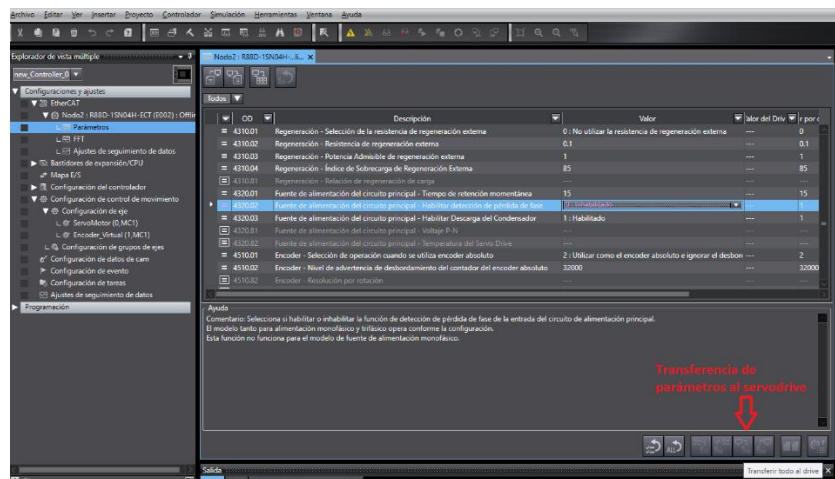 Archivo Editar Ver Insertar Proyecto Controlador Simulación Herramientas Ventana Ayuda
Explorador de vista múltiple
new_Controller_0
Configuraciones y ajustes
EtherCAT
Nodo2 : R88D-1SN04H-ECT (E002) : Offlin
Parámetros
FFT
Ajustes de seguimiento de datos
Bastidores de expansión/CPU
Mapa E/S
Configuración del controlador
Configuración de control de movimiento
Configuración de eje
ServoMotor (0,MC1)
Encoder_Virtual (1,MC1)
Configuración de grupos de ejes
Configuración de datos de cam
Configuración de evento
Configuración de tareas
Ajustes de seguimiento de datos
Programación
Nodo2 : R88D-1SN04H-...
Todos
OD Descripción Valor Valor del Driv r por
4310.01 Regeneración - Selección de la resistencia de regeneración externa 0 : No utilizar la resistencia de regeneración externa --- 0
4310.02 Regeneración - Resistencia de regeneración externa 0.1 --- 0.1
4310.03 Regeneración - Potencia Admisible de regeneración externa 1 --- 1
4310.04 Regeneración - Índice de Sobrecarga de Regeneración Externa 85 --- 85
4310.81 Regeneración - Relación de regeneración de carga --- --- ---
4320.01 Fuente de alimentación del circuito principal - Tiempo de retención momentánea 15 --- 15
4320.02 Fuente de alimentación del circuito principal - Habilitar detección de pérdida de fase 0 : Inhabilitado --- 1
4320.03 Fuente de alimentación del circuito principal - Habilitar Descarga del Condensador 1 : Habilitado --- 1
4320.81 Fuente de alimentación del circuito principal - Voltaje P-N --- --- ---
4320.82 Fuente de alimentación del circuito principal - Temperatura del Servo Drive --- --- ---
4510.01 Encoder - Selección de operación cuando se utiliza encoder absoluto 2 : Utilizar como el encoder absoluto e ignorar el desbon --- 2
4510.02 Encoder - Nivel de advertencia de desbordamiento del contador del encoder absoluto 32000 --- 32000
4510.82 Encoder - Resolución por rotación --- --- ---
Ayuda
Comentario: Selecciona si habilitar o inhabilitar la función de detección de pérdida de fase de la entrada del circuito de alimentación principal.
El modelo tanto para alimentación monofásico y trifásico opera conforme la configuración.
Esta función no funciona para el modelo de fuente de alimentación monofásico.
Transferencia de
parámetros al servodrive
ALL
Transferir todo al drive
Salida